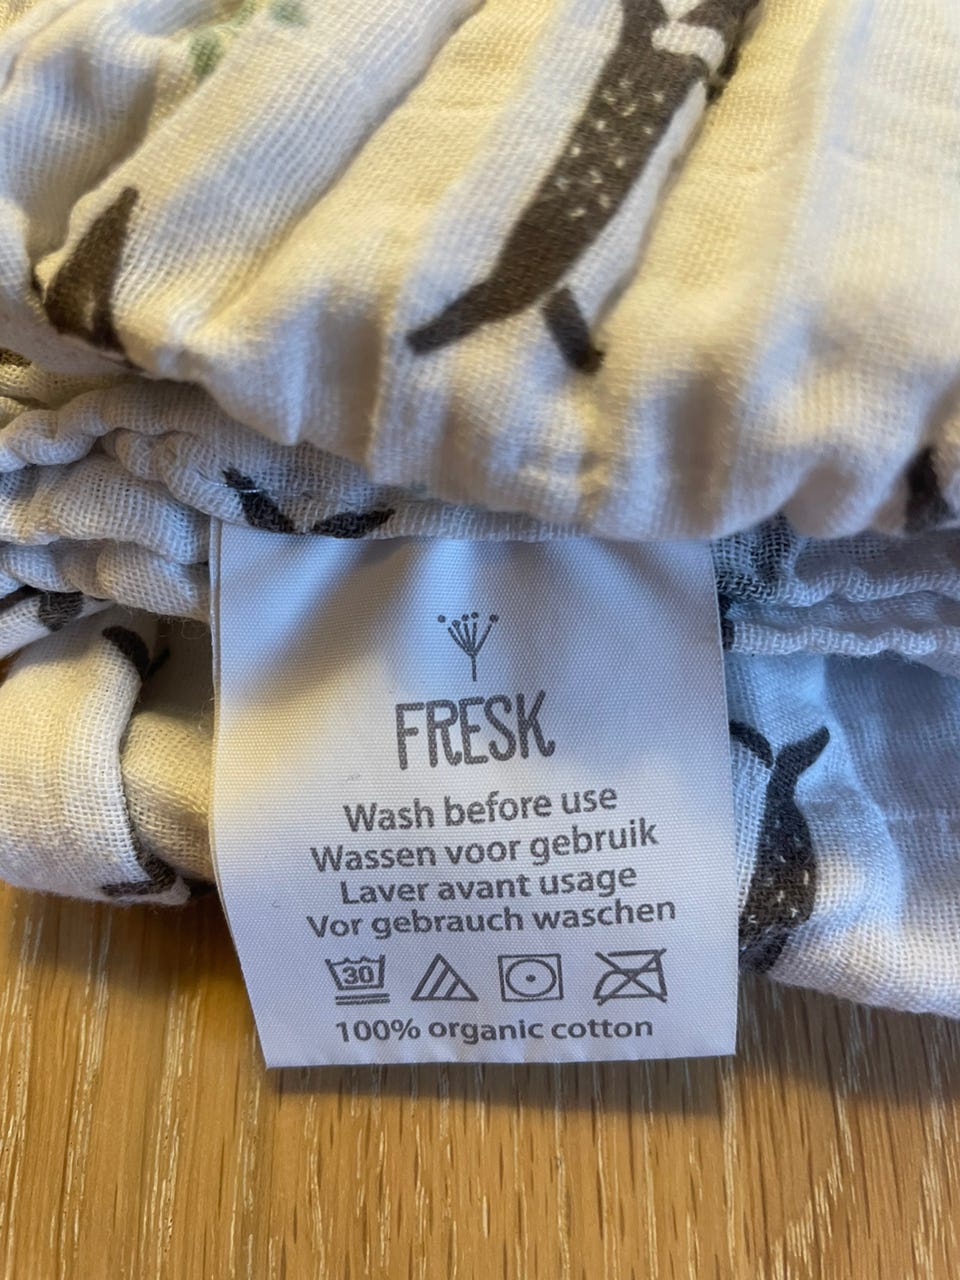 FRESK
Wash before use
Wassen voor gebruik
Laver avant usage
Vor gebrauch waschen
30
100% organic cotton